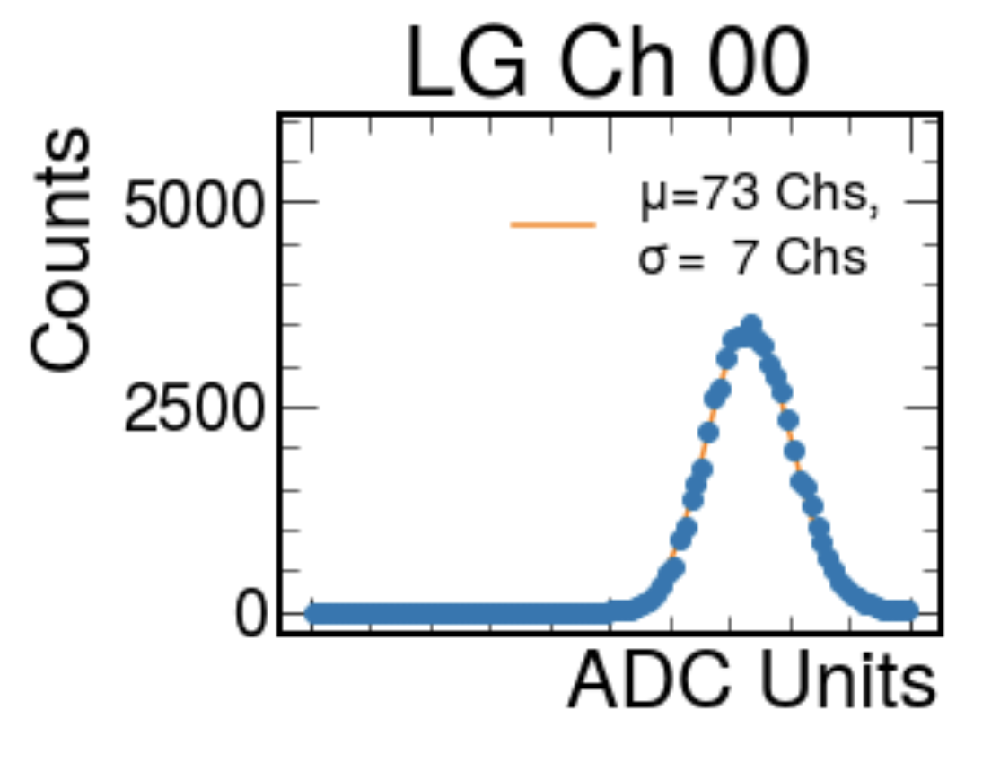 LG Ch 00
Counts
5000
2500
0
μ=73 Chs,
σ= 7 Chs
ADC Units